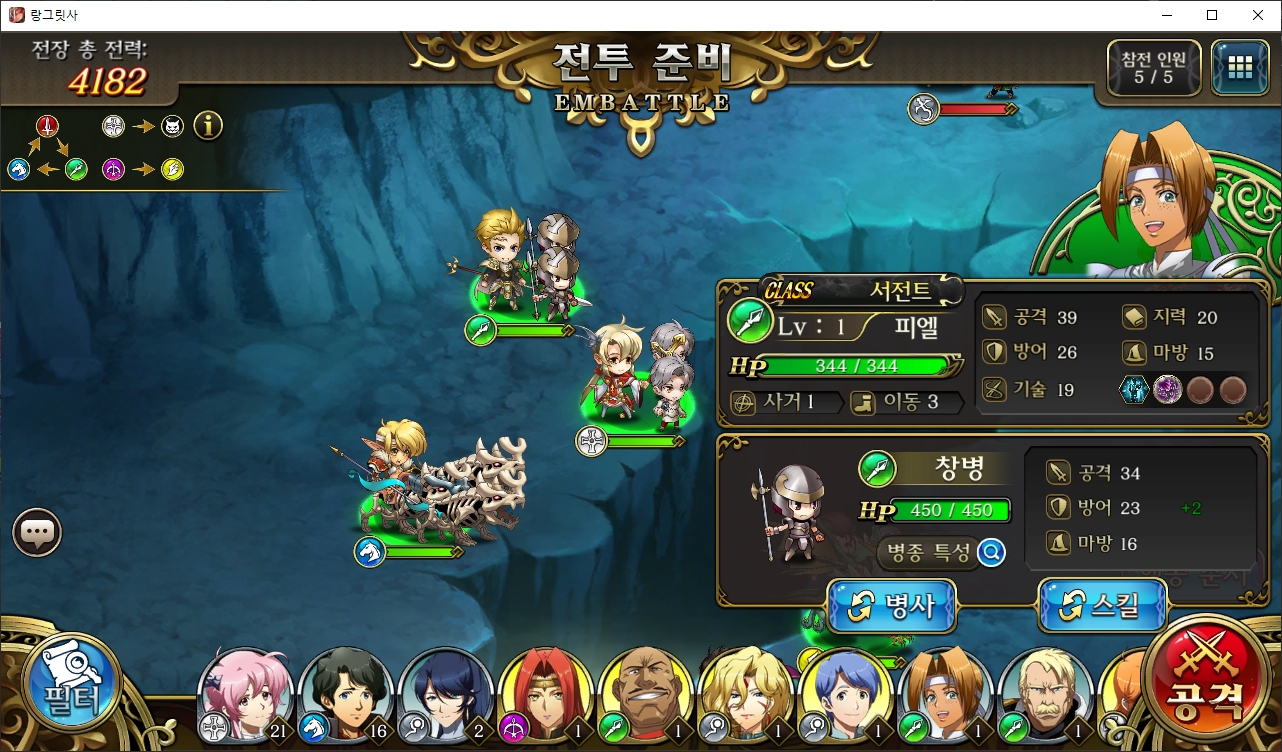 랑그릿사
전장 총 전력:
4182
전투 준비
EMBATTLE
참전 인원
5 / 5
CLASS 서전트
Lv : 1 피엘
HP 344 / 344
사거 1 이동 3
공격 39 지력 20
방어 26 마방 15
기술 19
창병
HP 450 / 450
병종 특성
공격 34
방어 23 +2
마방 16
병사
스킬
필터
21 16 2 1 1 1 1 1 1
공격